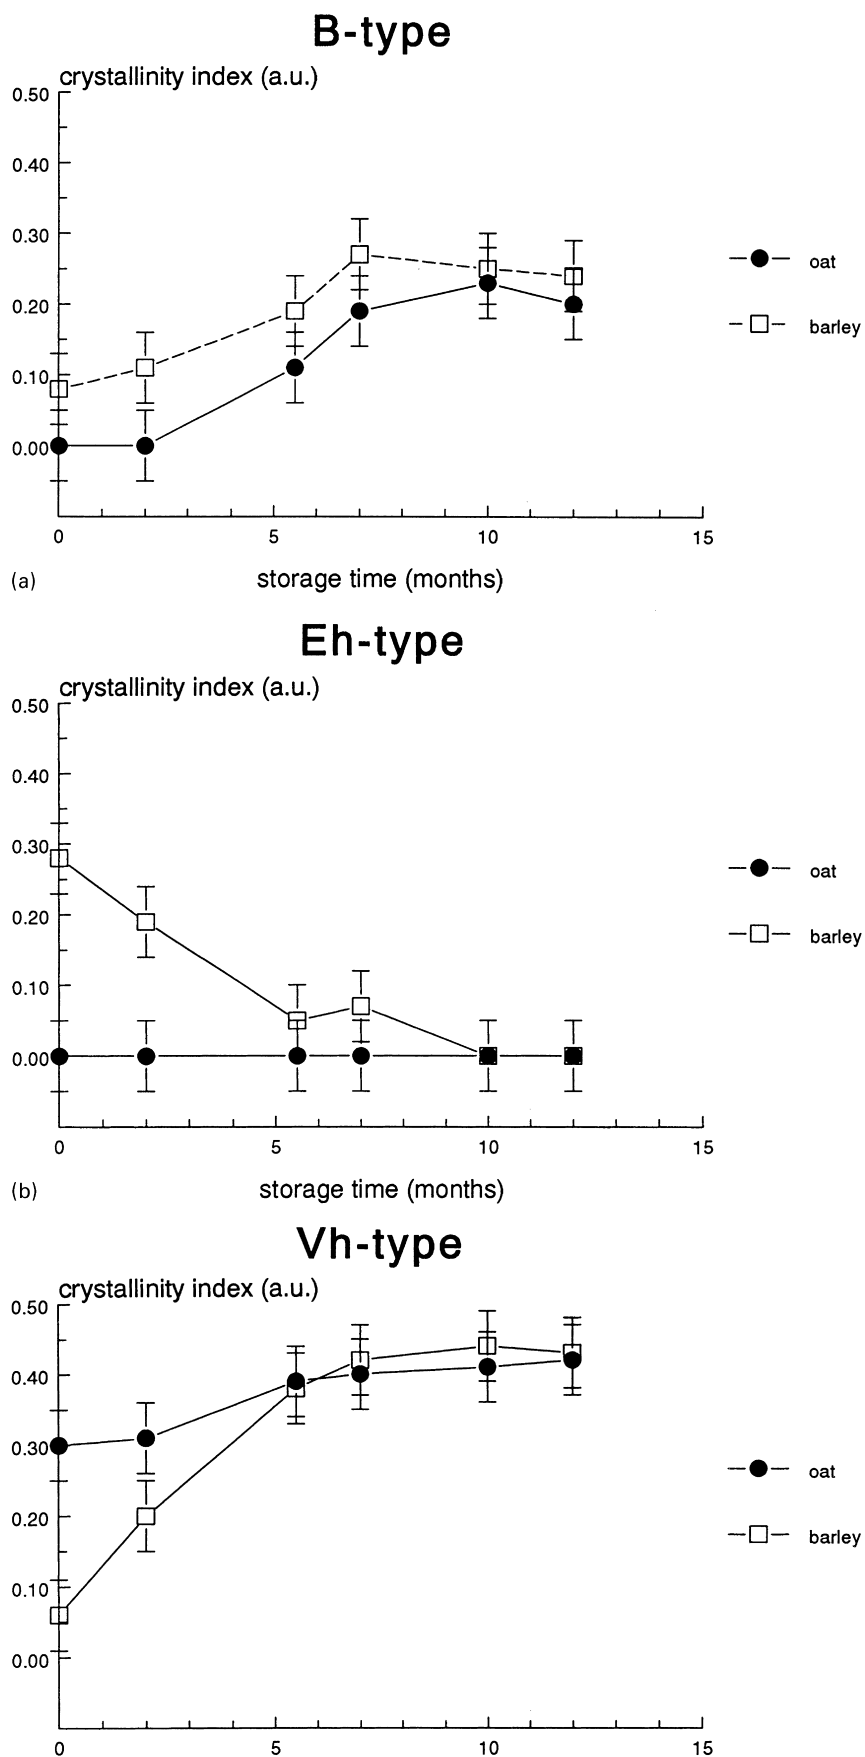 B-type
crystallinity index (a.u.)
0.50
0.40
0.30
0.20
0.10
0.00
0 5 10 15
oat
barley
(a) storage time (months)
Eh-type
crystallinity index (a.u.)
0.50
0.40
0.30
0.20
0.10
0.00
0 5 10 15
oat
barley
(b) storage time (months)
Vh-type
crystallinity index (a.u.)
0.50
0.40
0.30
0.20
0.10
0.00
0 5 10 15
oat
barley